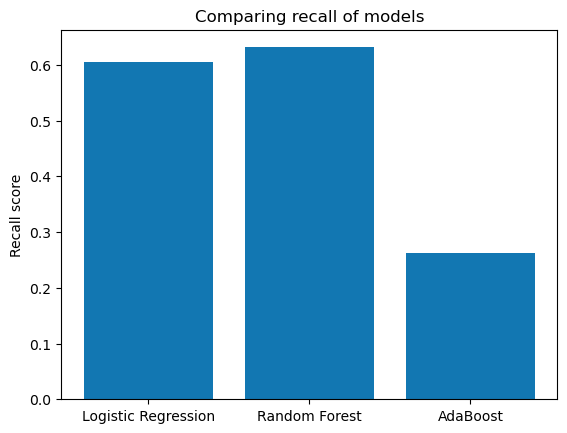 Comparing recall of models
Recall score
0.6
0.5
0.4
0.3
0.2
0.1
0.0
Logistic Regression
Random Forest
AdaBoost